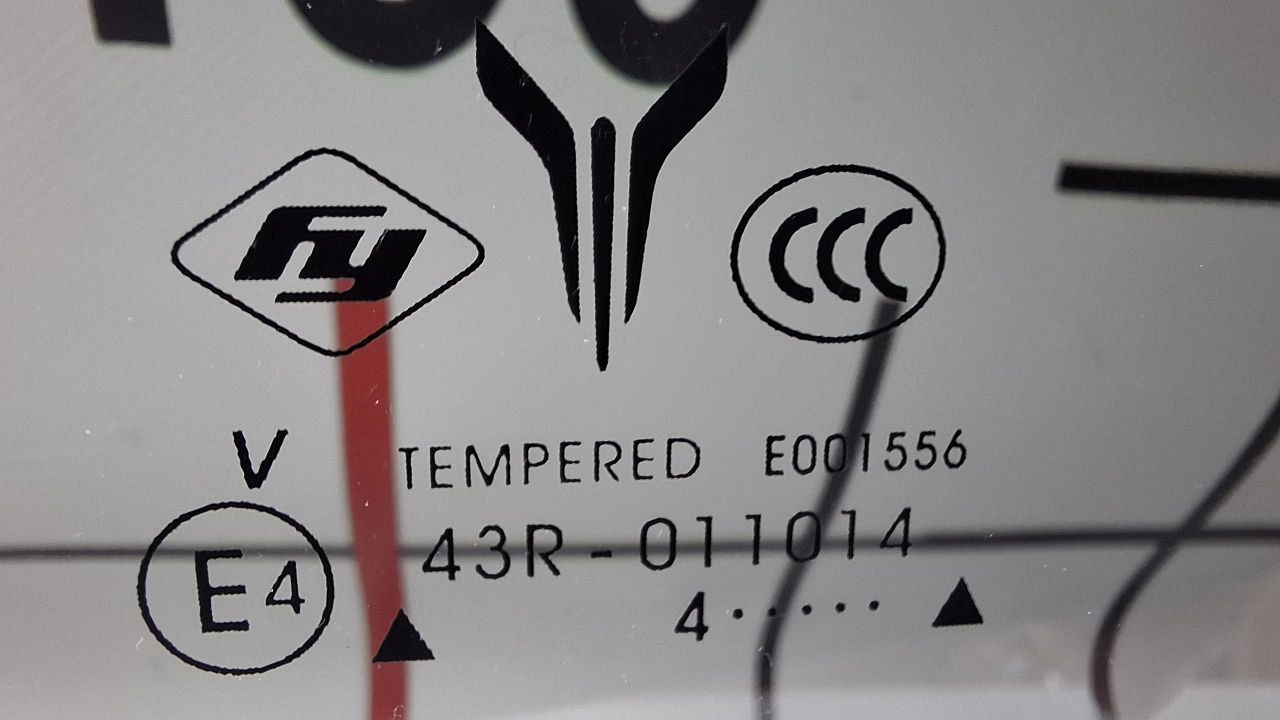 fy
CCC
V TEMPERED E001556
E4 43R-011014
4·····